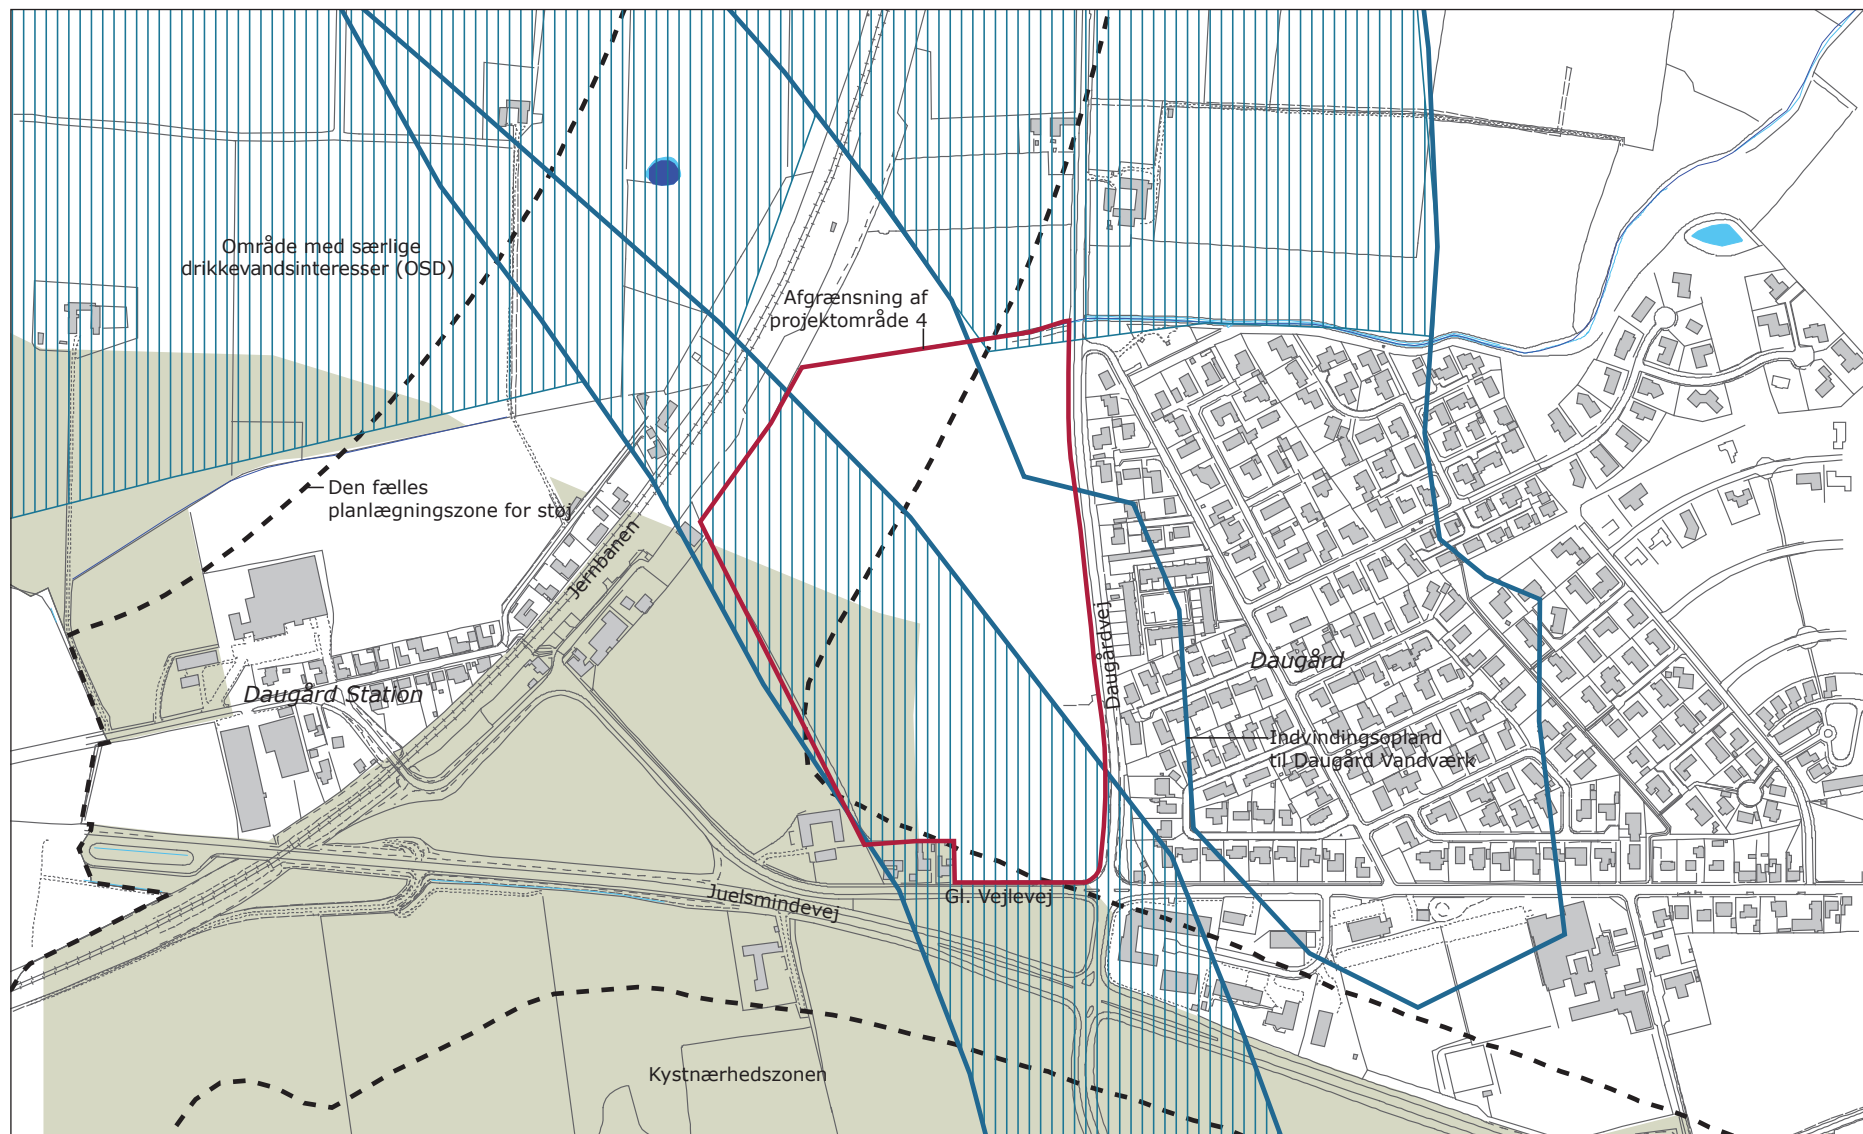 Område med særlige
drikkevandsinteresser (OSD)
Afgrænsning af
projektområde 4
Den fælles
planlægningszone for støj
Jernbanen
Daugårdvej
Daugård
Daugård Station
Indvindingsopland
til Daugård Vandværk
Juelsmindevej
Gl. Vejlevej
Kystnærhedszonen